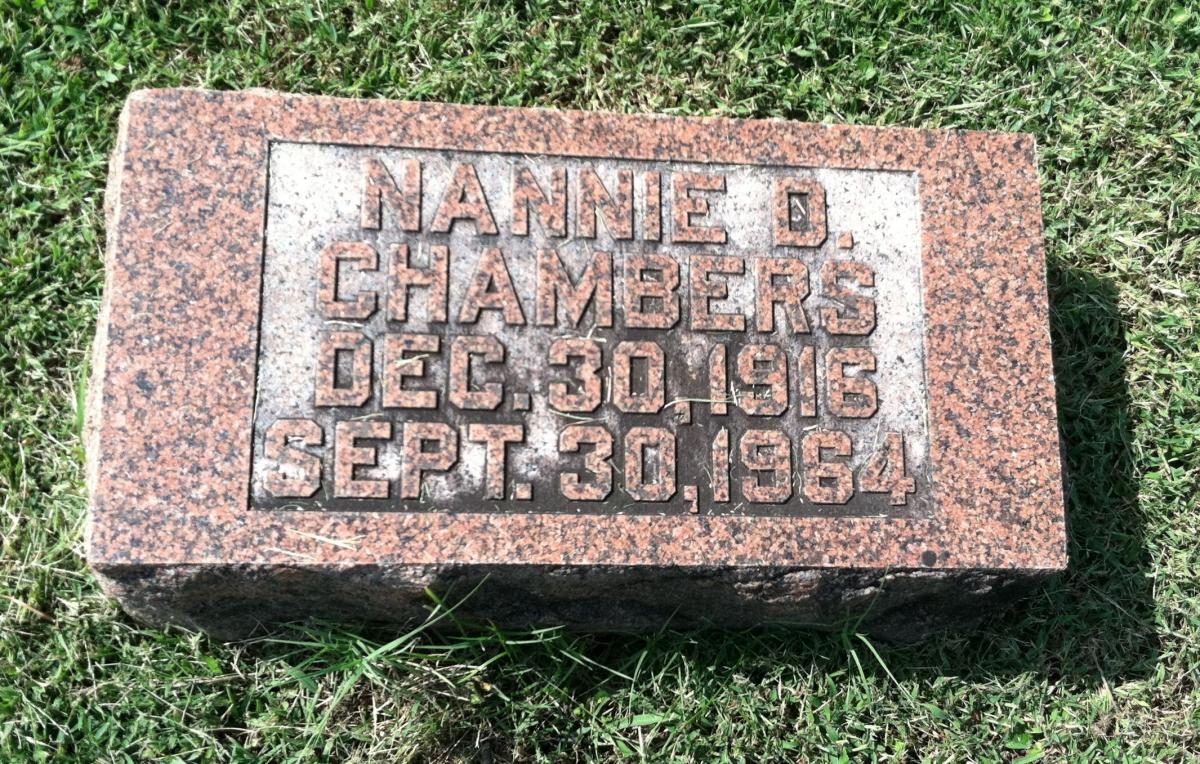 NANNIE D.
CHAMBERS
DEC. 30, 1916
SEPT. 30, 1964